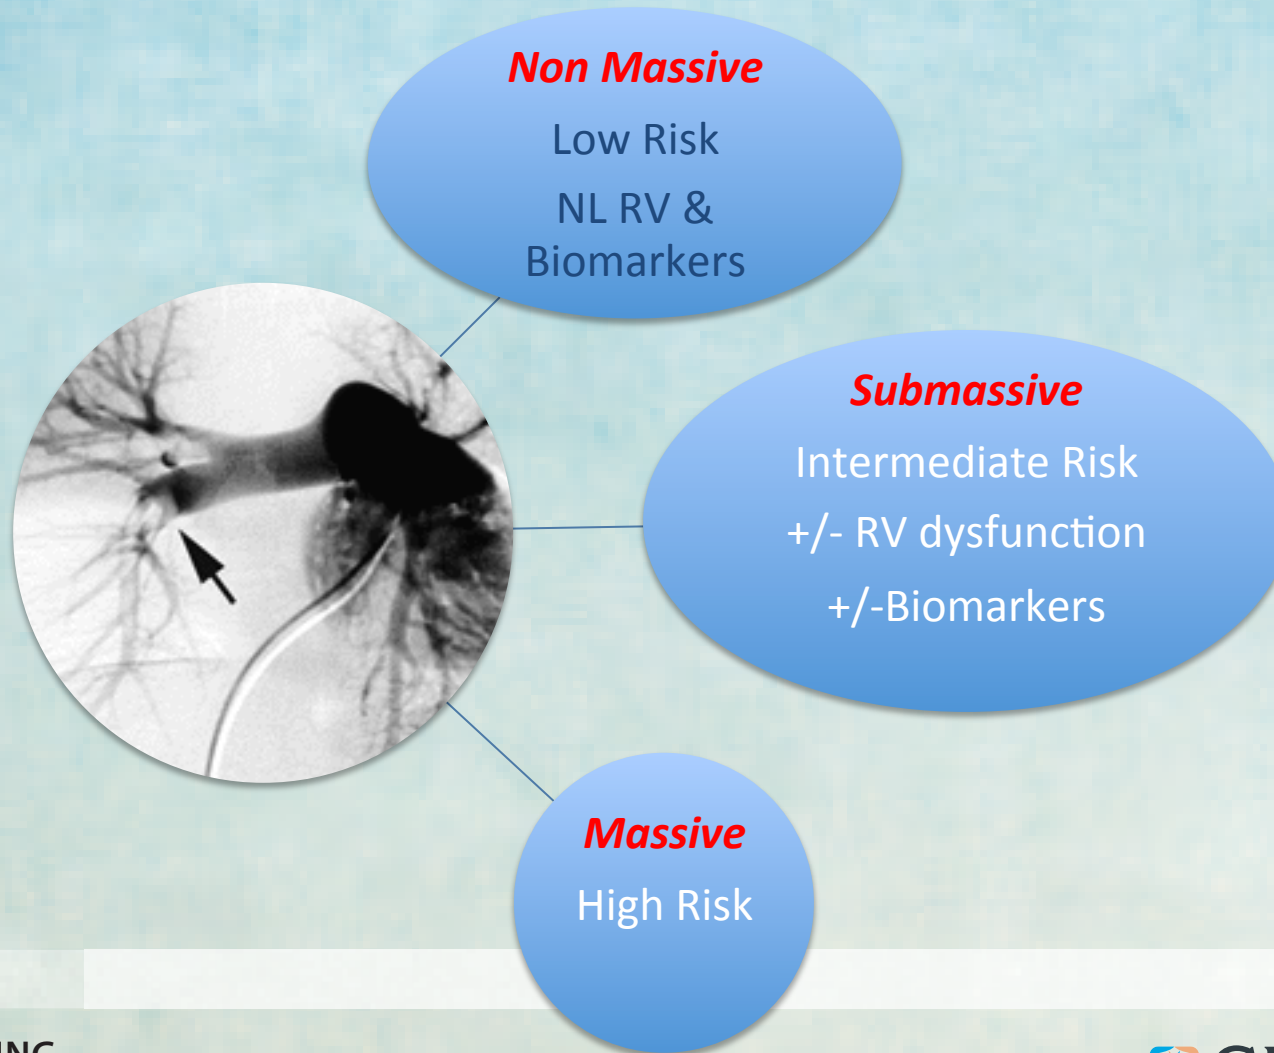 Non Massive
Low Risk
NL RV &
Biomarkers
Submassive
Intermediate Risk
+/- RV dysfunction
+/-Biomarkers
Massive
High Risk